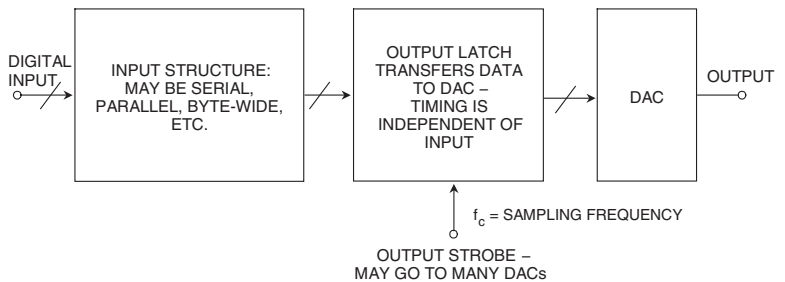 DIGITAL
INPUT
INPUT STRUCTURE:
MAY BE SERIAL,
PARALLEL, BYTE-WIDE,
ETC.
OUTPUT LATCH
TRANSFERS DATA
TO DAC –
TIMING IS
INDEPENDENT OF
INPUT
DAC
OUTPUT
fc = SAMPLING FREQUENCY
OUTPUT STROBE –
MAY GO TO MANY DACs